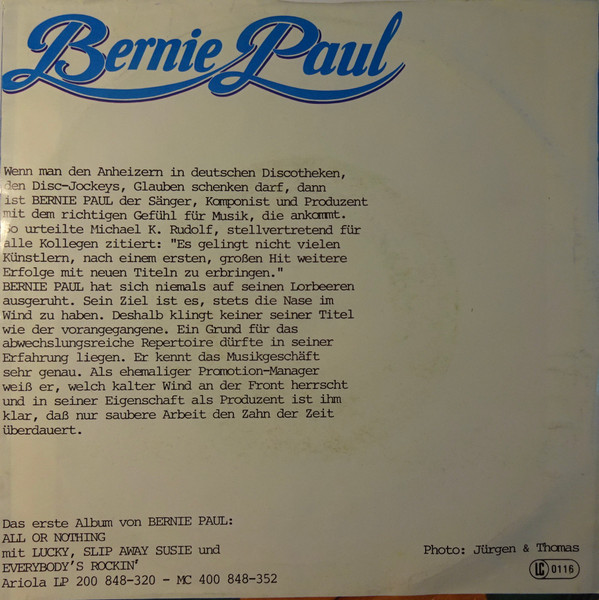 Bernie Paul
Wenn man den Anheizern in deutschen Discotheken,
den Disc-Jockeys, Glauben schenken darf, dann
ist BERNIE PAUL der Sänger, Komponist und Produzent
mit dem richtigen Gefühl für Musik, die ankommt.
So urteilte Michael K. Rudolf, stellvertretend für
alle Kollegen zitiert: "Es gelingt nicht vielen
Künstlern, nach einem ersten, großen Hit weitere
Erfolge mit neuen Titeln zu erbringen."
BERNIE PAUL hat sich niemals auf seinen Lorbeeren
ausgeruht. Sein Ziel ist es, stets die Nase im
Wind zu haben. Deshalb klingt keiner seiner Titel
wie der vorangegangene. Ein Grund für das
abwechslungsreiche Repertoire dürfte in seiner
Erfahrung liegen. Er kennt das Musikgeschäft
sehr genau. Als ehemaliger Promotion-Manager
weiß er, welch kalter Wind an der Front herrscht
und in seiner Eigenschaft als Produzent ist ihm
klar, daß nur saubere Arbeit den Zahn der Zeit
überdauert.
Das erste Album von BERNIE PAUL:
ALL OR NOTHING
mit LUCKY, SLIP AWAY SUSIE und
EVERYBODY'S ROCKIN'
Ariola LP 200 848-320 - MC 400 848-352
Photo: Jürgen & Thomas
LC 0116